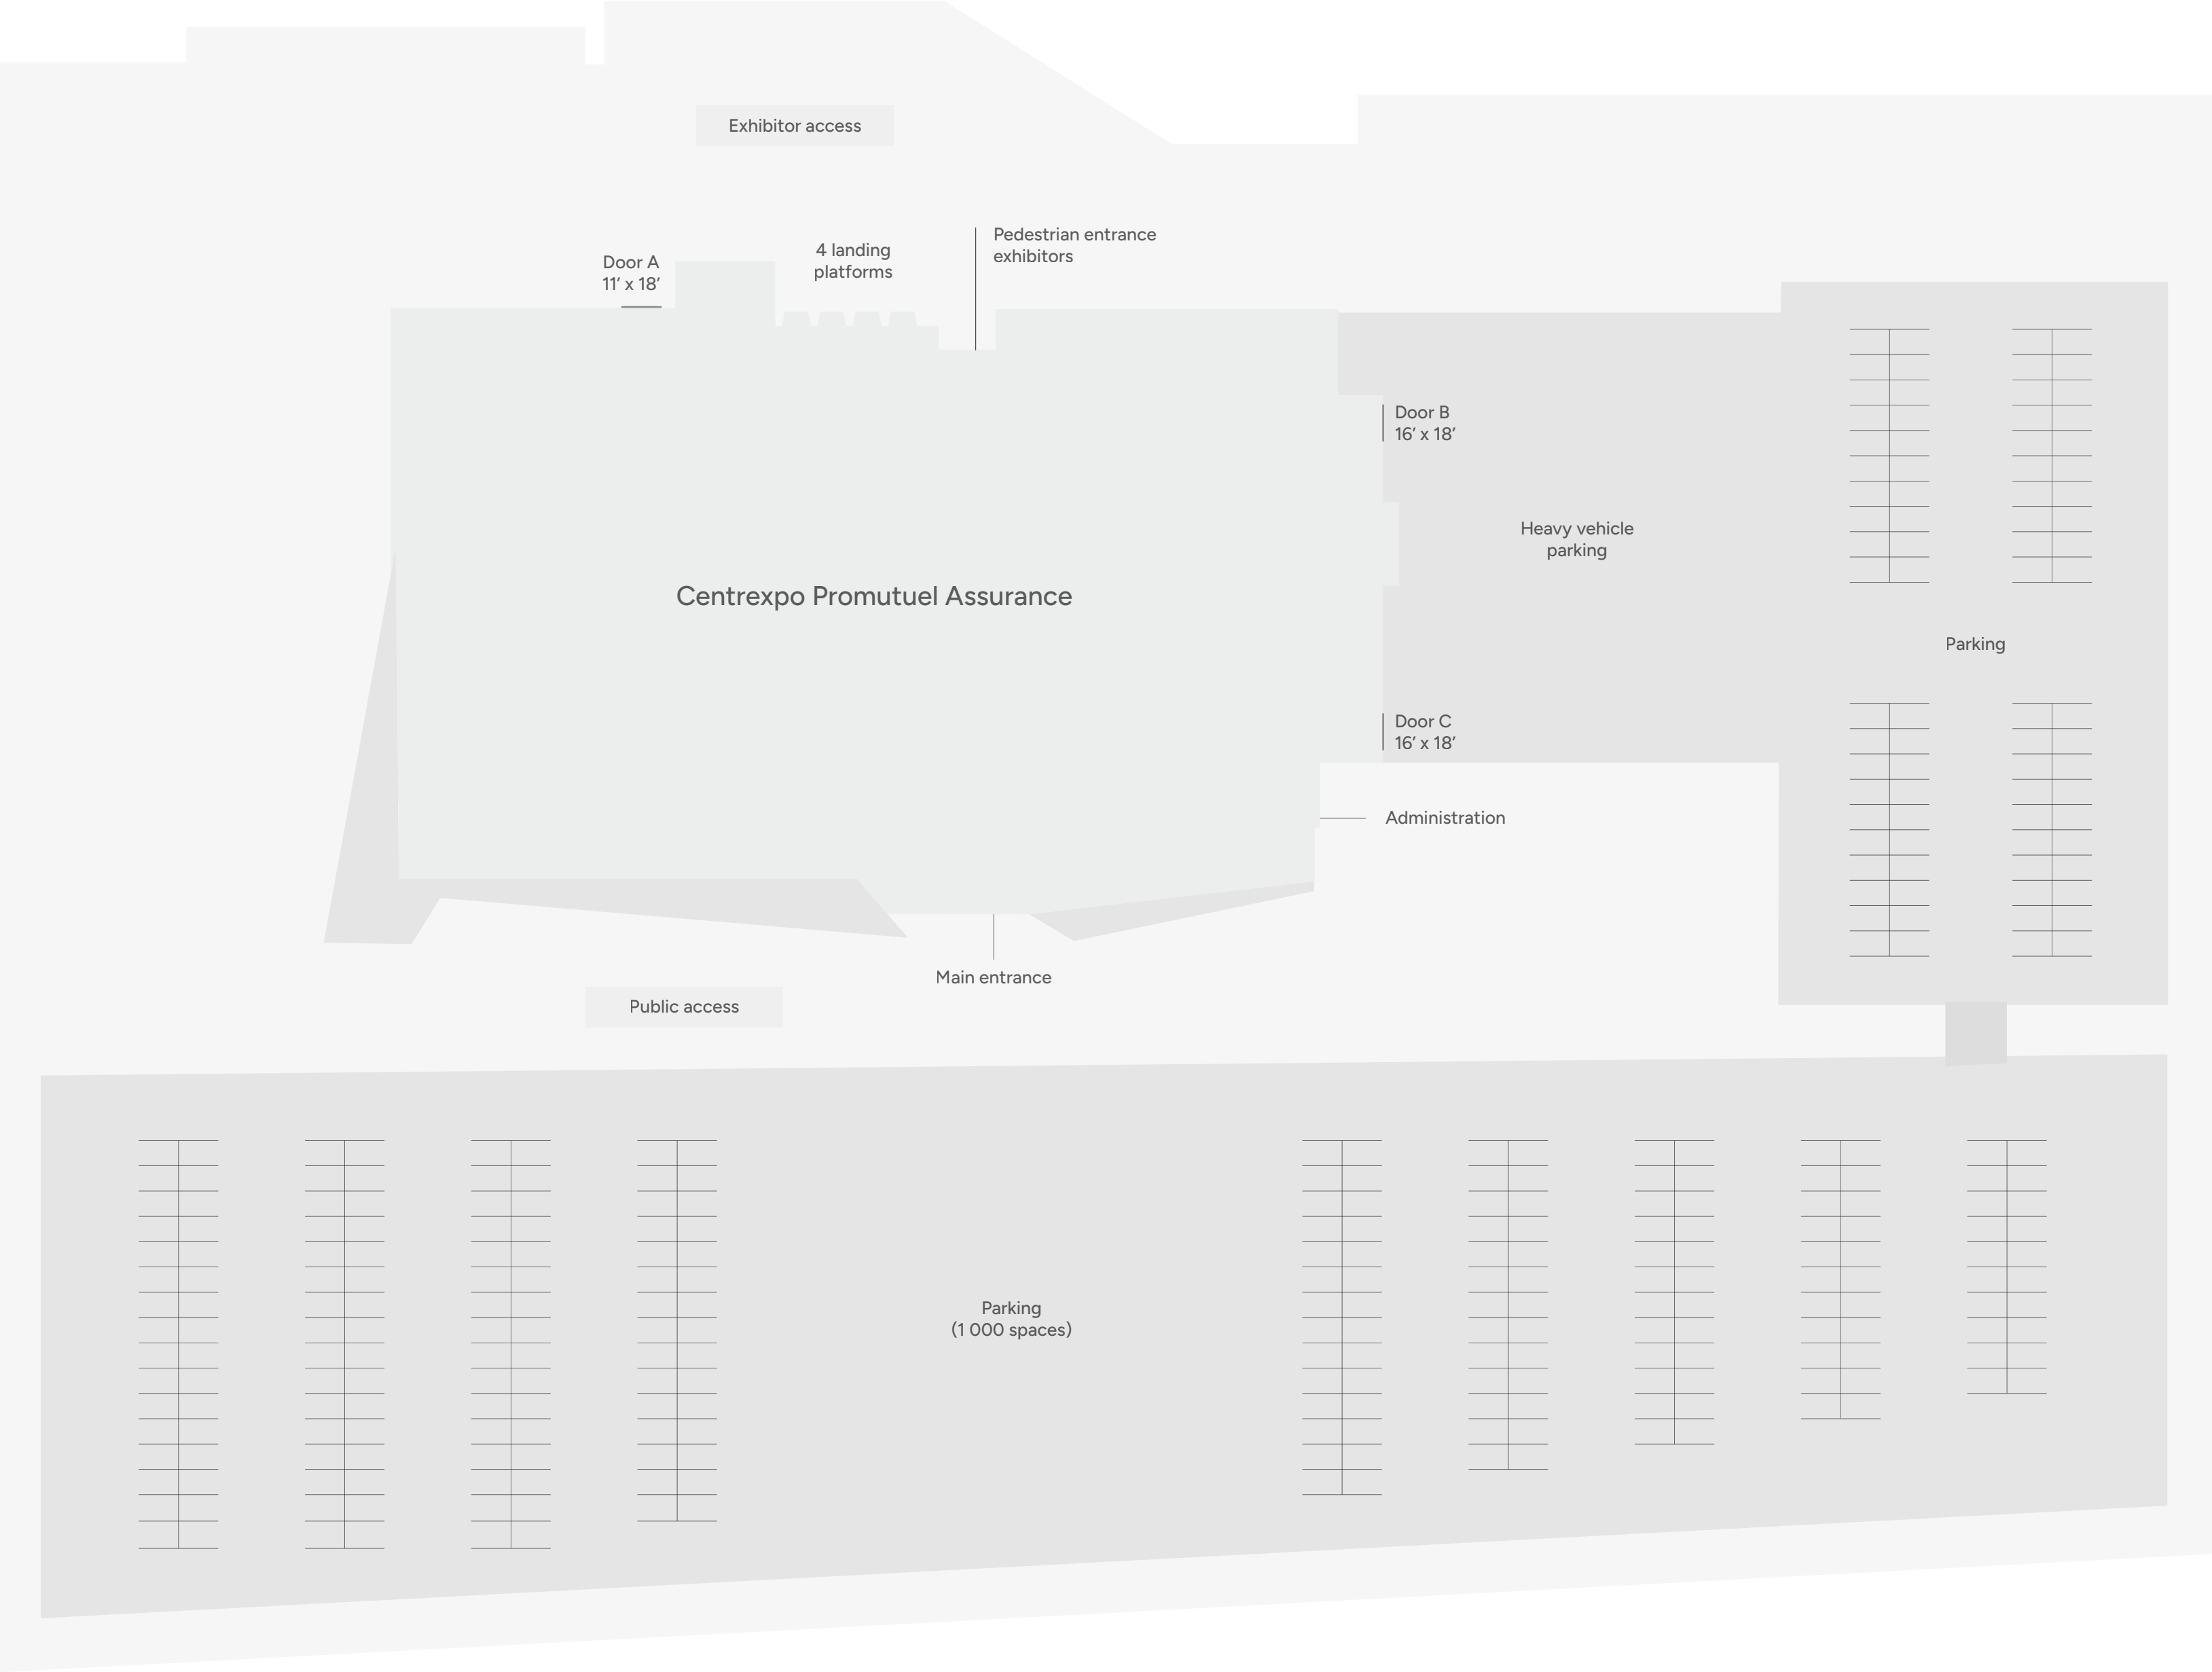 Exhibitor access
Pedestrian entrance
exhibitors
4 landing
platforms
Door A
11’ x 18’
Door B
16’ x 18’
Heavy vehicle
parking
Centrexpo Promutuel Assurance
Parking
Door C
16’ x 18’
Administration
Main entrance
Public access
Parking
(1 000 spaces)